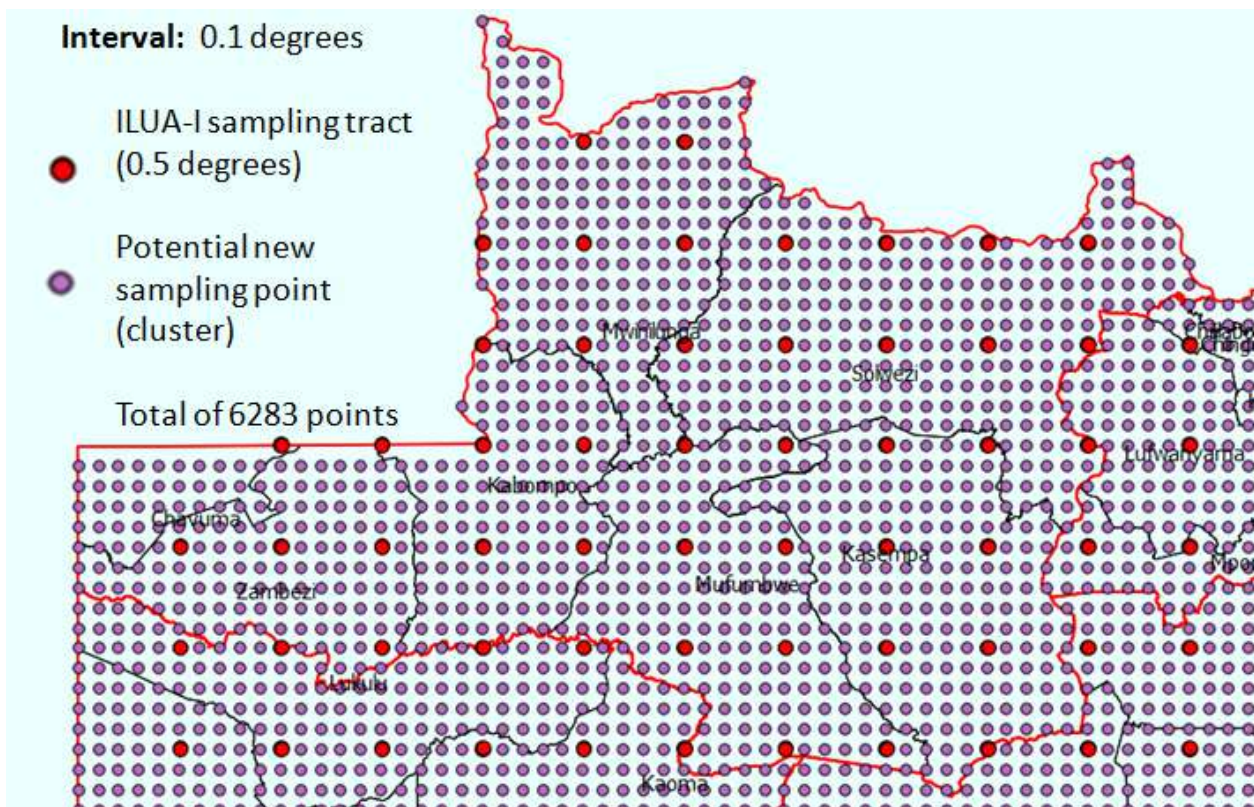 Interval: 0.1 degrees
ILUA-I sampling tract
(0.5 degrees)
Potential new
sampling point
(cluster)
Total of 6283 points
Mwinilunga
Solwezi
Lufwanyama
Kabompo
Chavuma
Kasempa
Mufumbwe
Zambezi
Lukulu
Kaoma